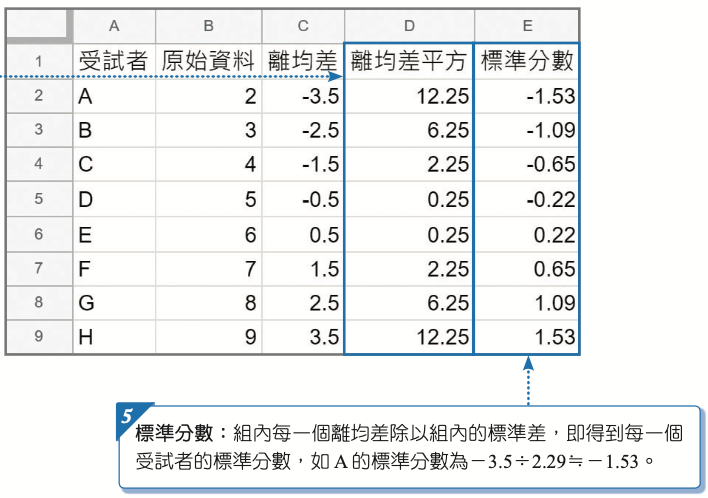 A B C D E
1 受試者 原始資料 離均差 離均差平方 標準分數
2 A 2 -3.5 12.25 -1.53
3 B 3 -2.5 6.25 -1.09
4 C 4 -1.5 2.25 -0.65
5 D 5 -0.5 0.25 -0.22
6 E 6 0.5 0.25 0.22
7 F 7 1.5 2.25 0.65
8 G 8 2.5 6.25 1.09
9 H 9 3.5 12.25 1.53
5
標準分數：組內每一個離均差除以組內的標準差，即得到每一個
受試者的標準分數，如 A 的標準分數為－3.5÷2.29≒－1.53。